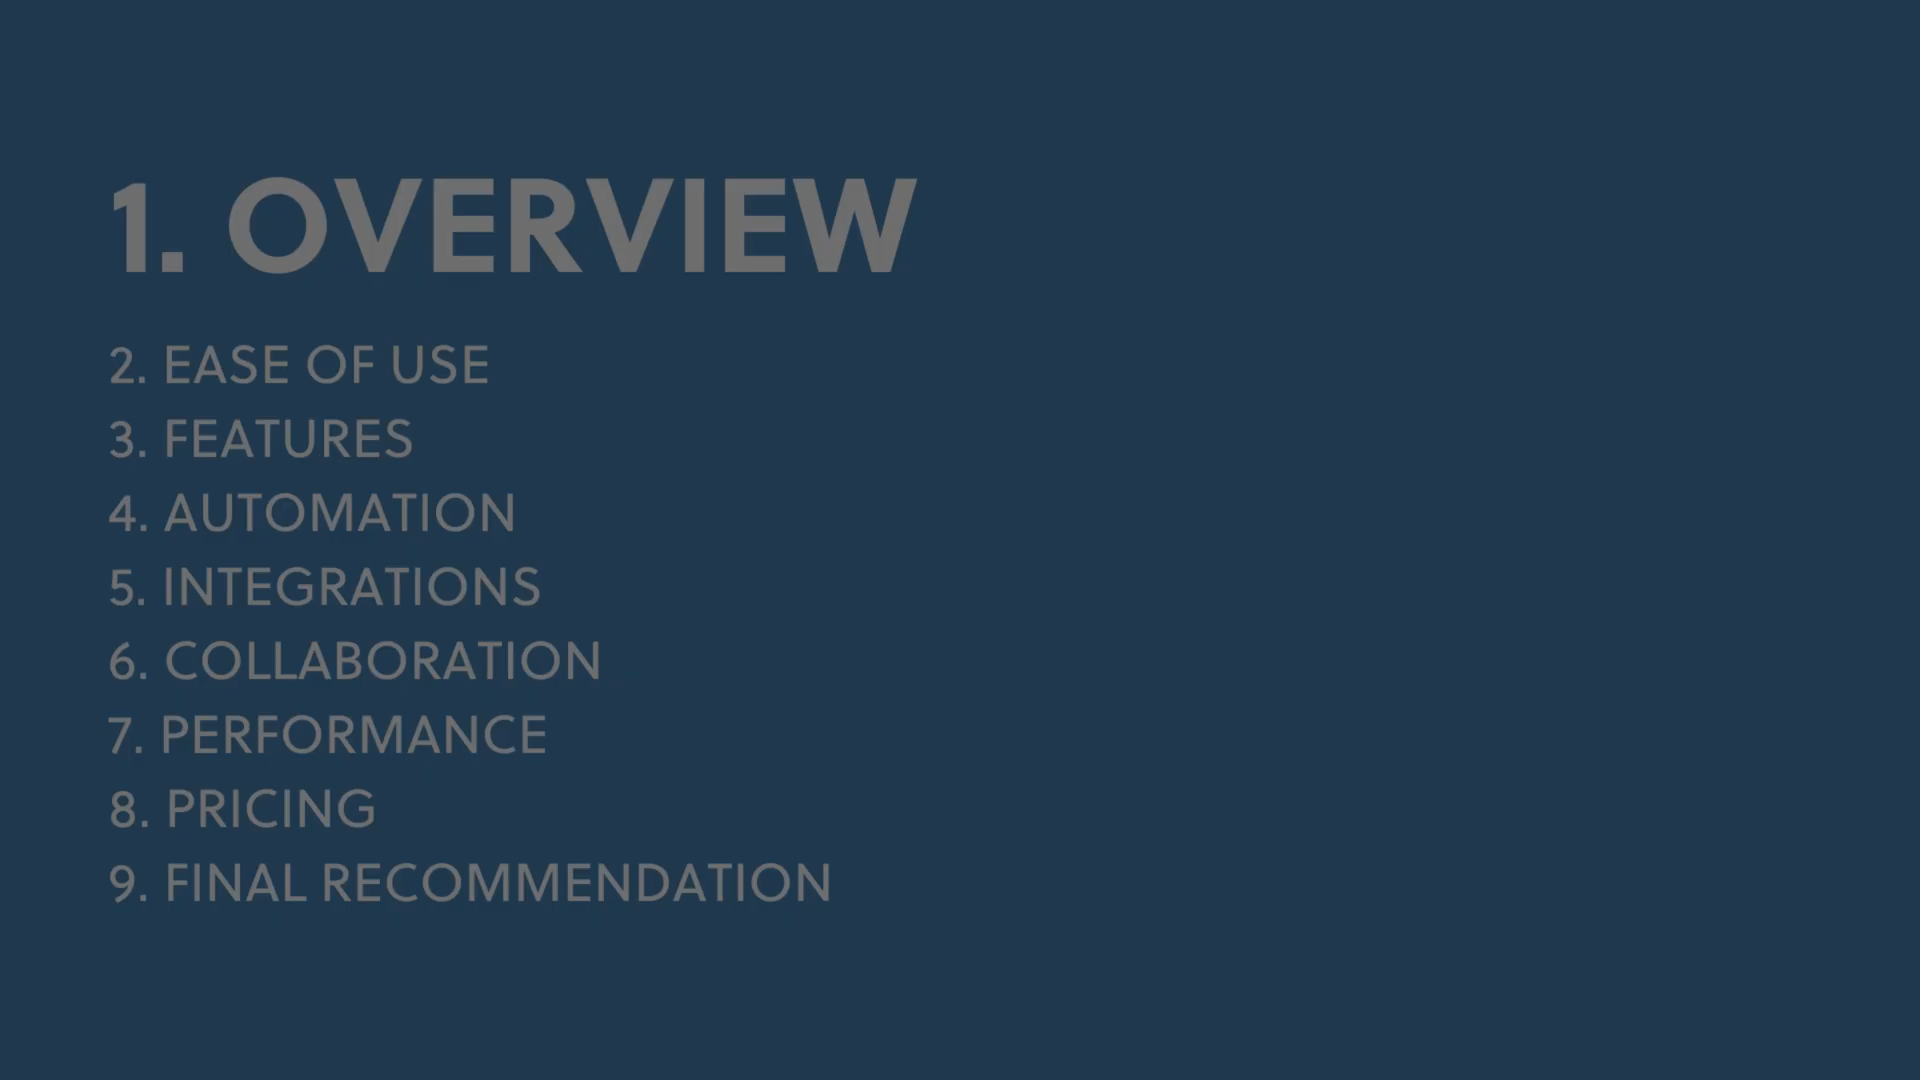 1. OVERVIEW
2. EASE OF USE
3. FEATURES
4. AUTOMATION
5. INTEGRATIONS
6. COLLABORATION
7. PERFORMANCE
8. PRICING
9. FINAL RECOMMENDATION